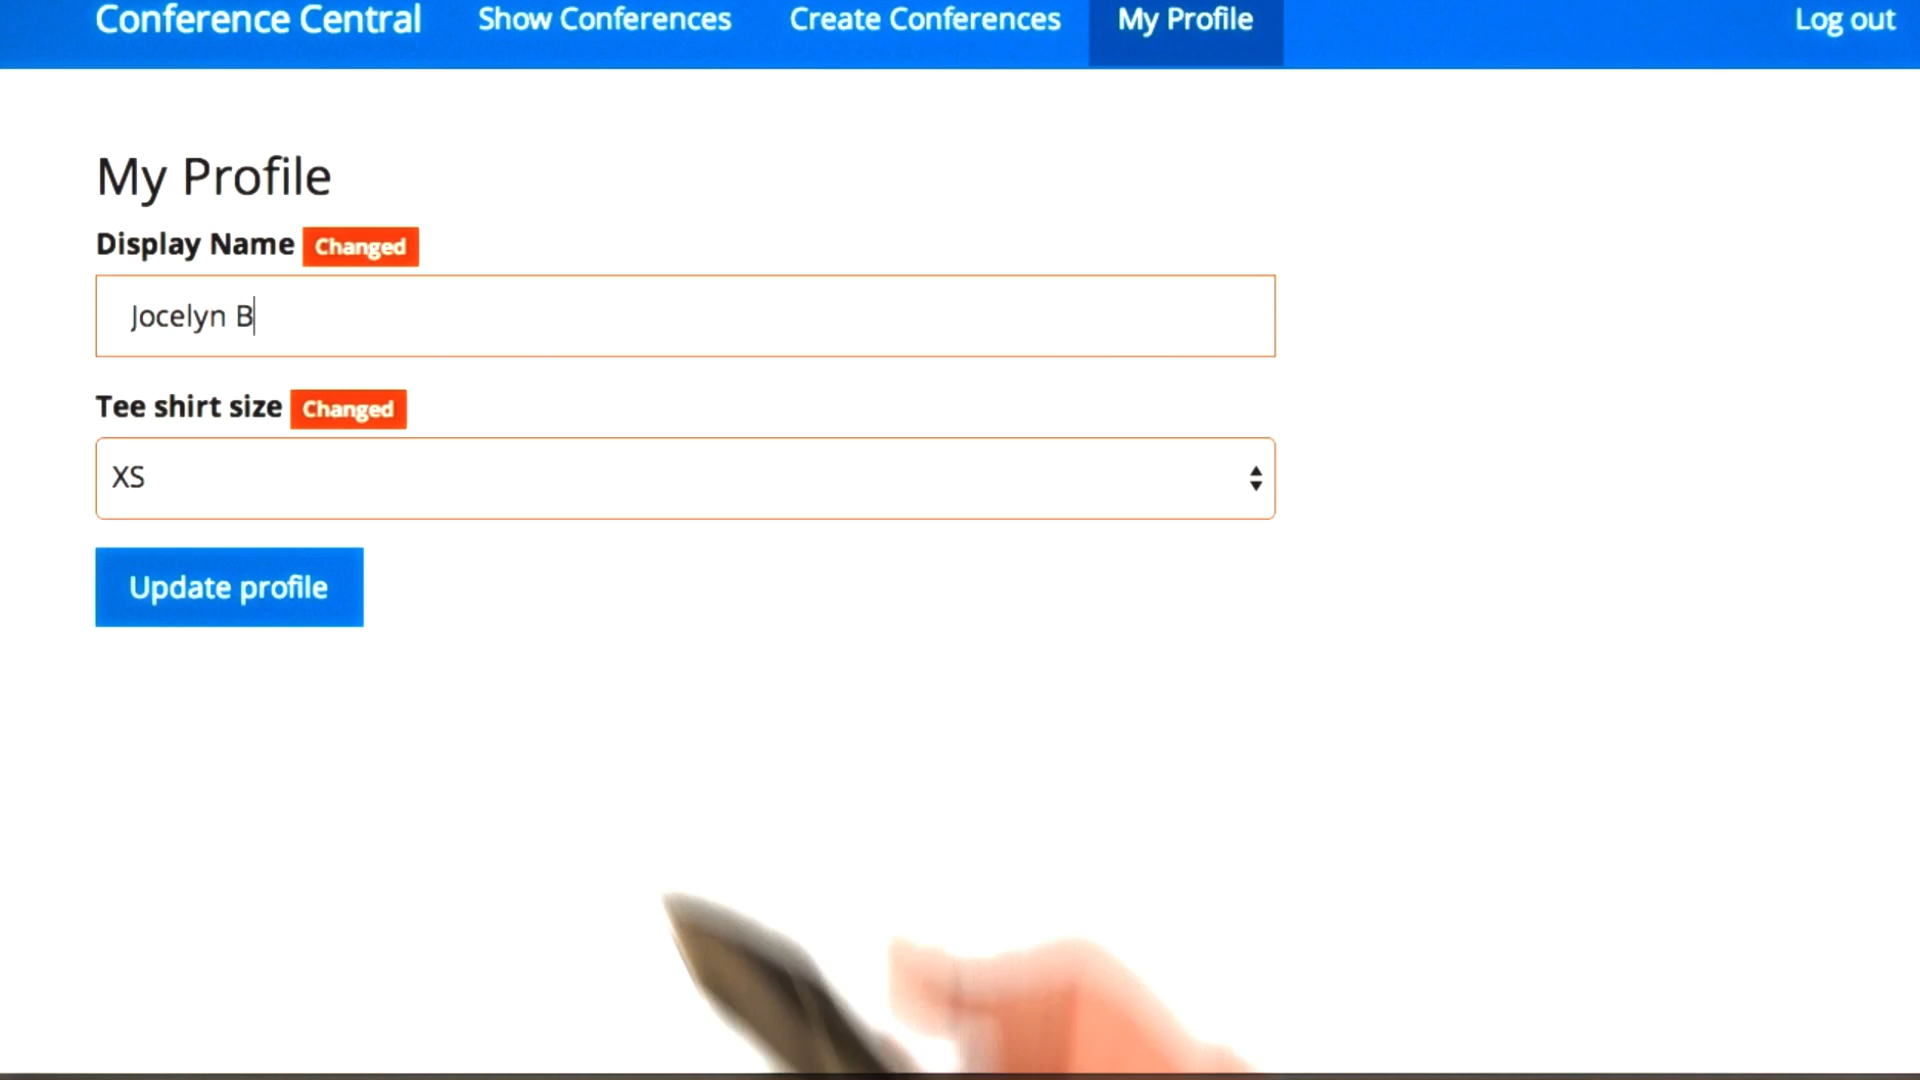 Conference Central Show Conferences Create Conferences My Profile Log out
My Profile
Display Name Changed
Jocelyn B
Tee shirt size Changed
XS
Update profile